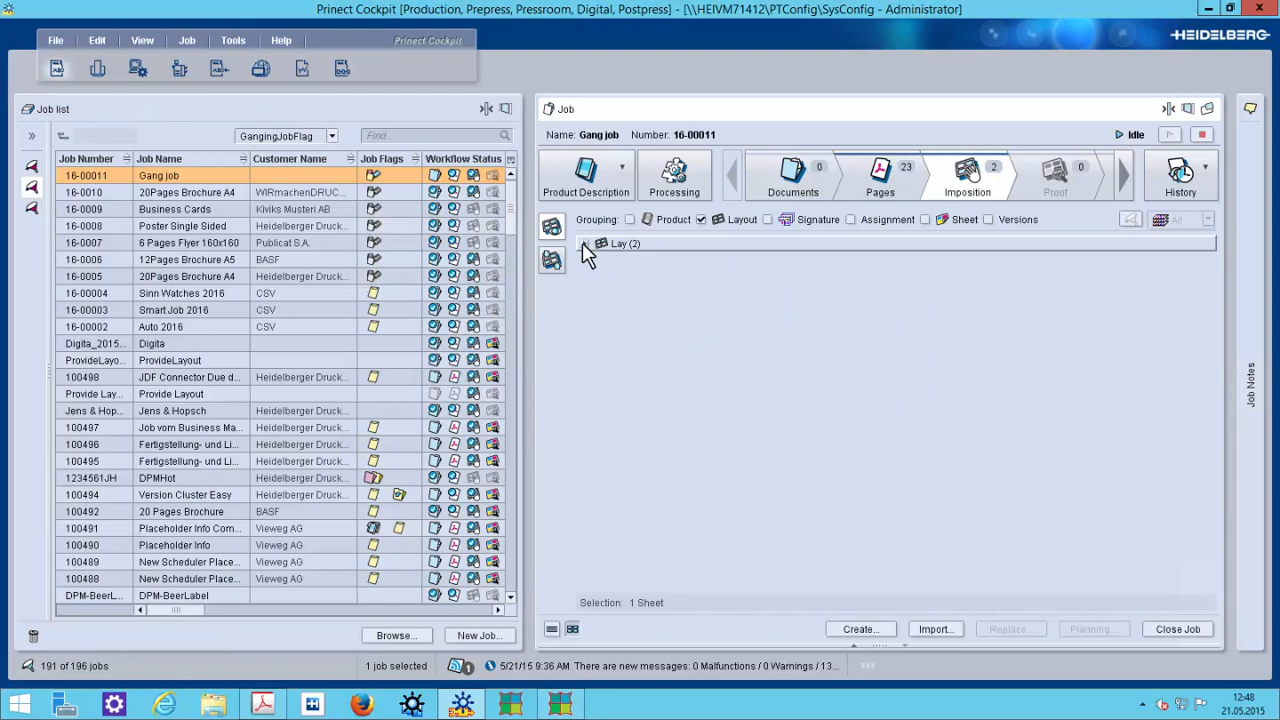 Prinect Cockpit [Production, Prepress, Pressroom, Digital, Postpress] - [\\HEIVM71412\PTConfig\SysConfig - Administrator]
File Edit View Job Tools Help Prinect Cockpit
HEIDELBERG
Job list
GangingJobFlag Find...
Job Number Job Name Customer Name Job Flags Workflow Status
16-00011 Gang job
16-0010 20Pages Brochure A4 WIRmachenDRUC...
16-0009 Business Cards Kiviks Musteri AB
16-0008 Poster Singned Heidelberger Druck...
16-0007 6 Pages Flyer 160x160 Publicat S.A.
16-0006 12Pages Brochure A5 BASF
16-0005 20Pages Brochure A4 Heidelberger Druck...
16-00004 Sinn Watches 2016 CSV
16-00003 Smart Job 2016 CSV
16-00002 Auto 2016 CSV
Digita_2015... Digita
ProvideLayo... ProvideLayout
100498 JDF Connector Due d... Heidelberger Druck...
Provide Lay... Provide Layout
Jens & Hop... Jens & Hopsch Heidelberger Druck...
100497 Job vom Business Ma... Heidelberger Druck...
100496 Fertigstellung- und Li... Heidelberger Druck...
100495 Fertigstellung- und Li... Heidelberger Druck...
1234561JH DPMHot Heidelberger Druck...
100494 Version Cluster Easy Heidelberger Druck...
100492 20 Pages Brochure BASF
100491 Placeholder Info Com... Vieweg AG
100490 Placeholder Info Vieweg AG
100489 New Scheduler Place... Vieweg AG
100488 New Scheduler Place... Vieweg AG
DPM-BeerL... DPM-BeerLabel
Browse... New Job...
Job
Name: Gang job Number: 16-00011 Idle
Product Description Processing Documents 0 Pages 23 Imposition 2 Proof 0 History
Grouping: Product Layout Signature Assignment Sheet Versions All
Lay (2)
Selection: 1 Sheet
Create... Import... Replace... Planning... Close Job
Job Notes
191 of 196 jobs 1 job selected 1 5/21/15 9:36 AM There are new messages: 0 Malfunctions / 0 Warnings / 13...
12:48
21.05.2015